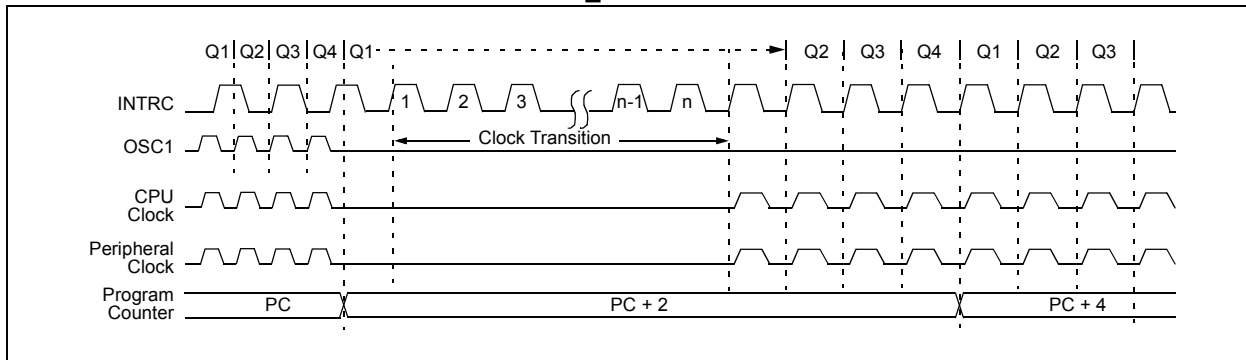 Q1 Q2 Q3 Q4 Q1 Q2 Q3 Q4 Q1 Q2 Q3
INTRC 1 2 3 n-1 n
Clock Transition
OSC1
CPU
Clock
Peripheral
Clock
Program
Counter
PC PC + 2 PC + 4